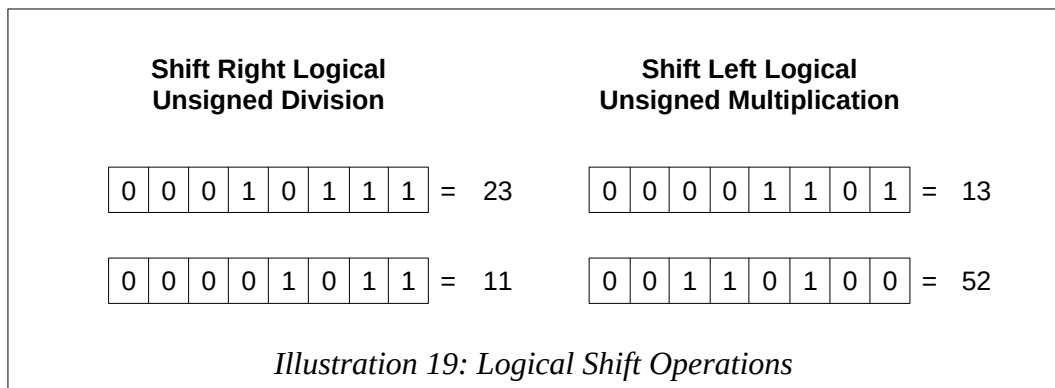 Shift Right Logical
Unsigned Division
0 0 0 1 0 1 1 1 = 23
0 0 0 0 1 0 1 1 = 11
Shift Left Logical
Unsigned Multiplication
0 0 0 0 1 1 0 1 = 13
0 0 1 1 0 1 0 0 = 52
Illustration 19: Logical Shift Operations